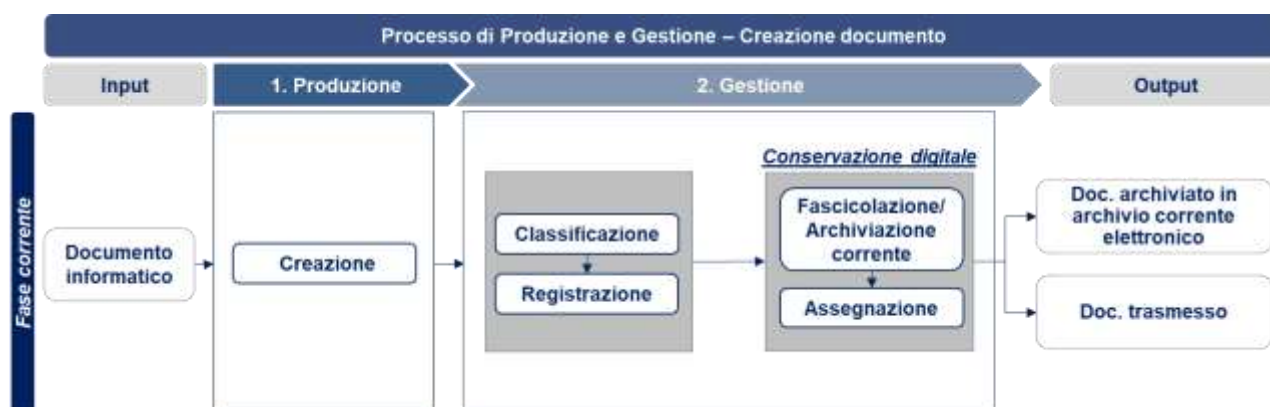 Processo di Produzione e Gestione – Creazione documento
Input
1. Produzione
2. Gestione
Output
Fase corrente
Documento
informatico
Creazione
Classificazione
Registrazione
Conservazione digitale
Fascicolazione/
Archiviazione
corrente
Assegnazione
Doc. archiviato in
archivio corrente
elettronico
Doc. trasmesso